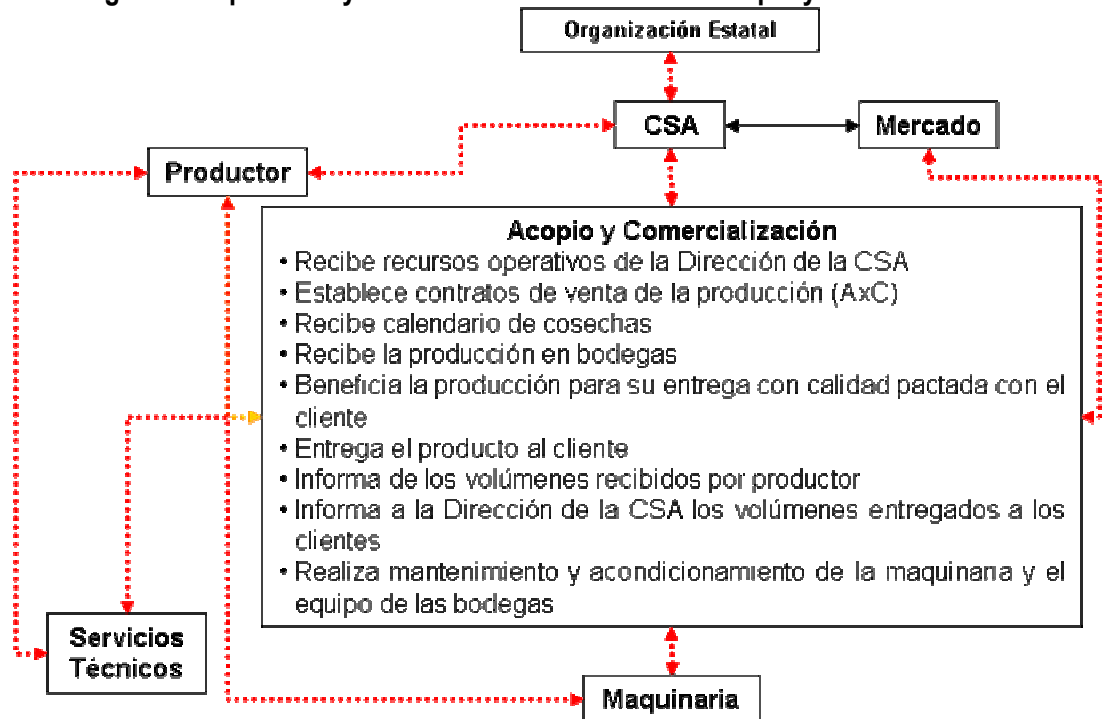 Organización Estatal
CSA
Mercado
Productor
Acopio y Comercialización
• Recibe recursos operativos de la Dirección de la CSA
• Establece contratos de venta de la producción (AxC)
• Recibe calendario de cosechas
• Recibe la producción en bodegas
• Beneficia la producción para su entrega con calidad pactada con el
cliente
• Entrega el producto al cliente
• Informa de los volúmenes recibidos por productor
• Informa a la Dirección de la CSA los volúmenes entregados a los
clientes
• Realiza mantenimiento y acondicionamiento de la maquinaria y el
equipo de las bodegas
Servicios
Técnicos
Maquinaria